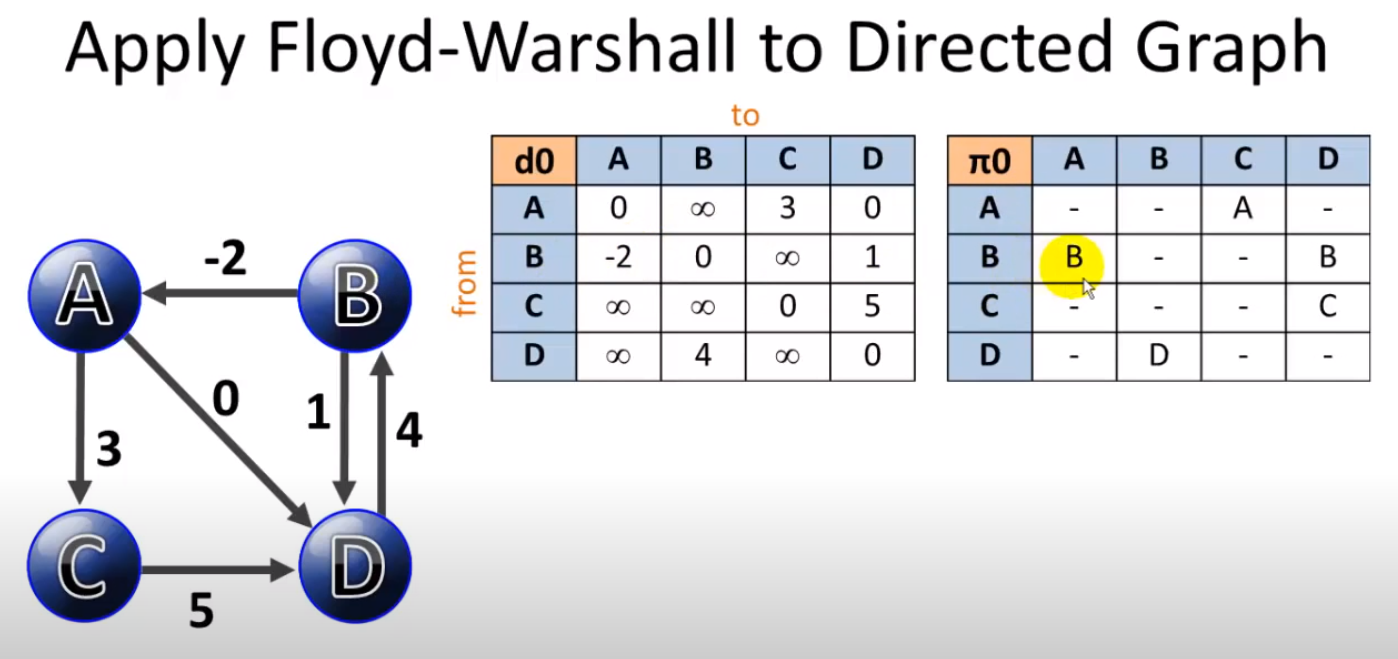 Apply Floyd-Warshall to Directed Graph
to
d0 A B C D
A 0 ∞ 3 0
B -2 0 ∞ 1
C ∞ ∞ 0 5
D ∞ 4 ∞ 0
from
π0 A B C D
A - - A -
B B - - B
C - - - C
D - D - -
A -2 B
3 0 1 4
C 5 D